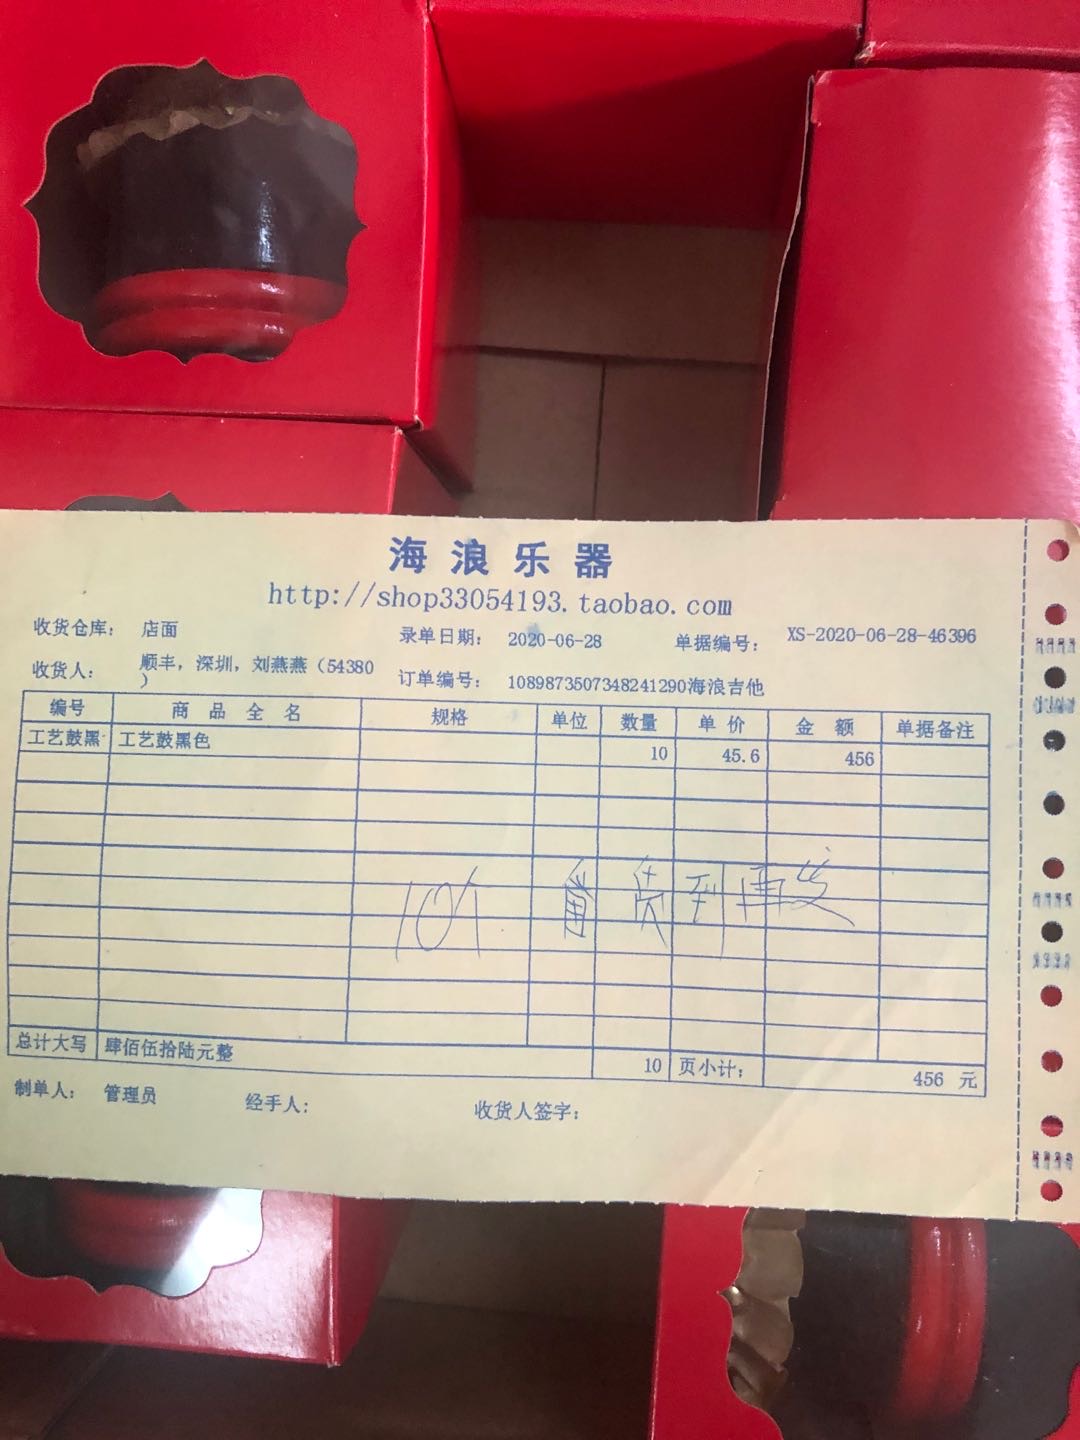 海浪乐器
http://shop33054193.taobao.com
收货仓库： 店面 录单日期： 2020-06-28 单据编号： XS-2020-06-28-46396
收货人： 顺丰，深圳，刘燕燕（54380
） 订单编号： 1089873507348241290海浪吉他
编号 商品全名 规格 单位 数量 单价 金额 单据备注
工艺鼓黑 工艺鼓黑色 10 45.6 456
货到再发
总计大写 肆佰伍拾陆元整 10 页小计： 456 元
制单人： 管理员 经手人： 收货人签字：